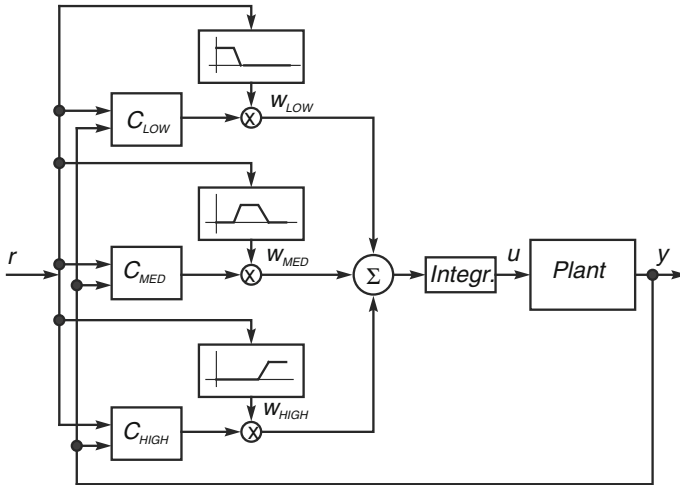 w_LOW
C_LOW
x
w_MED
r
C_MED
x
Σ
Integr.
u
Plant
y
w_HIGH
C_HIGH
x